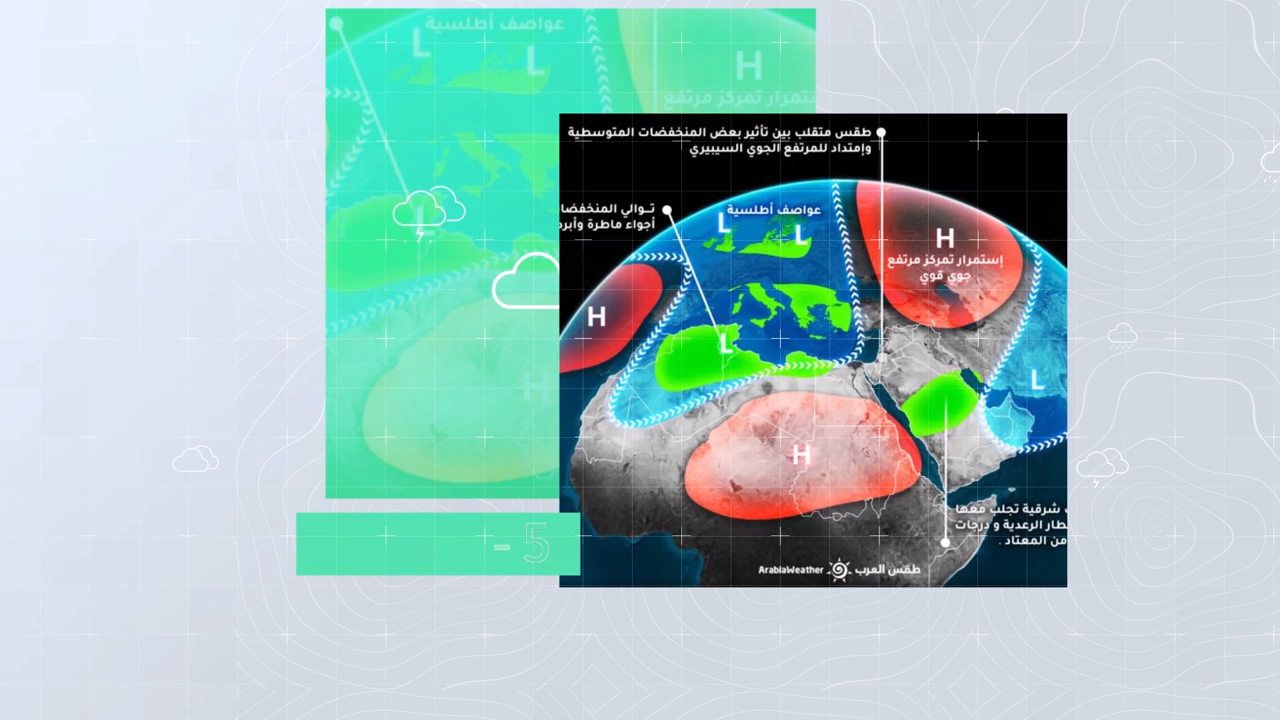 عواصف أطلسية
L
L
H
تمرار تمركز مرتفع
L
H
-5
طقس متقلب بين تأثير بعض المنخفضات المتوسطية
وإمتداد للمرتفع الجوي السيبيري
تـوالي المنخفضا
أجواء ماطرة وأبر
عواصف أطلسية
L
L
H
إستمرار تمركز مرتفع
جوي قوي
H
L
L
H
شرقية تجلب معها
طار الرعدية و درجات
من المعتاد .
ArabiaWeather طقس العرب